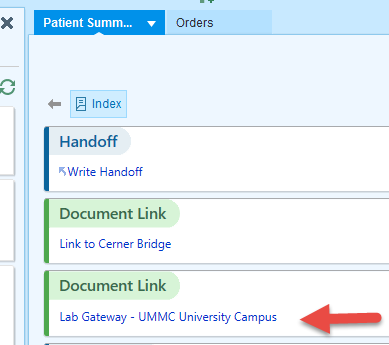 Patient Summ...
Orders
Index
Handoff
Write Handoff
Document Link
Link to Cerner Bridge
Document Link
Lab Gateway - UMMC University Campus